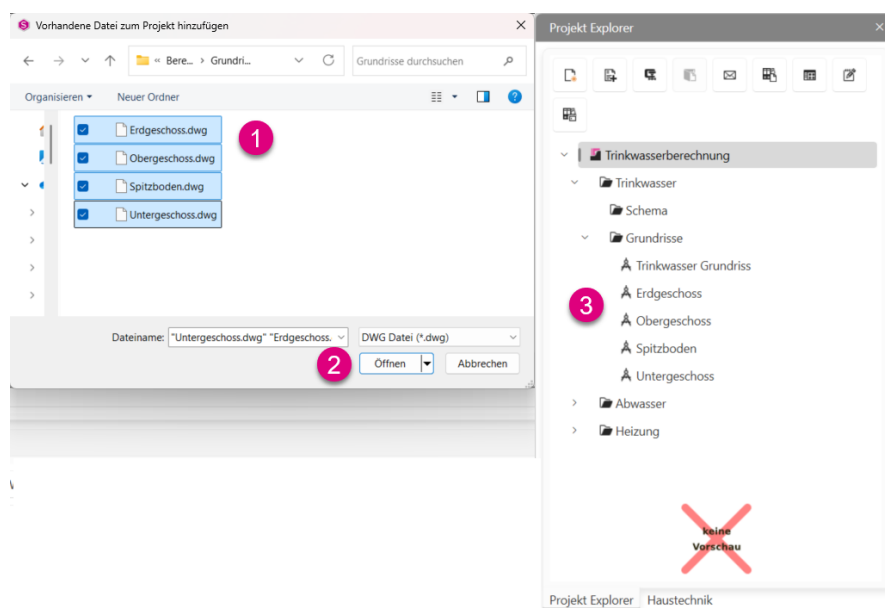 Vorhandene Datei zum Projekt hinzufügen
« Bere... › Grundri...
Grundrisse durchsuchen
Organisieren
Neuer Ordner
Erdgeschoss.dwg
1
Obergeschoss.dwg
Spitzboden.dwg
Untergeschoss.dwg
Dateiname:
"Untergeschoss.dwg" "Erdgeschoss.
DWG Datei (*.dwg)
2
Öffnen
Abbrechen
Projekt Explorer
Trinkwasserberechnung
Trinkwasser
Schema
Grundrisse
Trinkwasser Grundriss
3
Erdgeschoss
Obergeschoss
Spitzboden
Untergeschoss
Abwasser
Heizung
keine
Vorschau
Projekt Explorer
Haustechnik